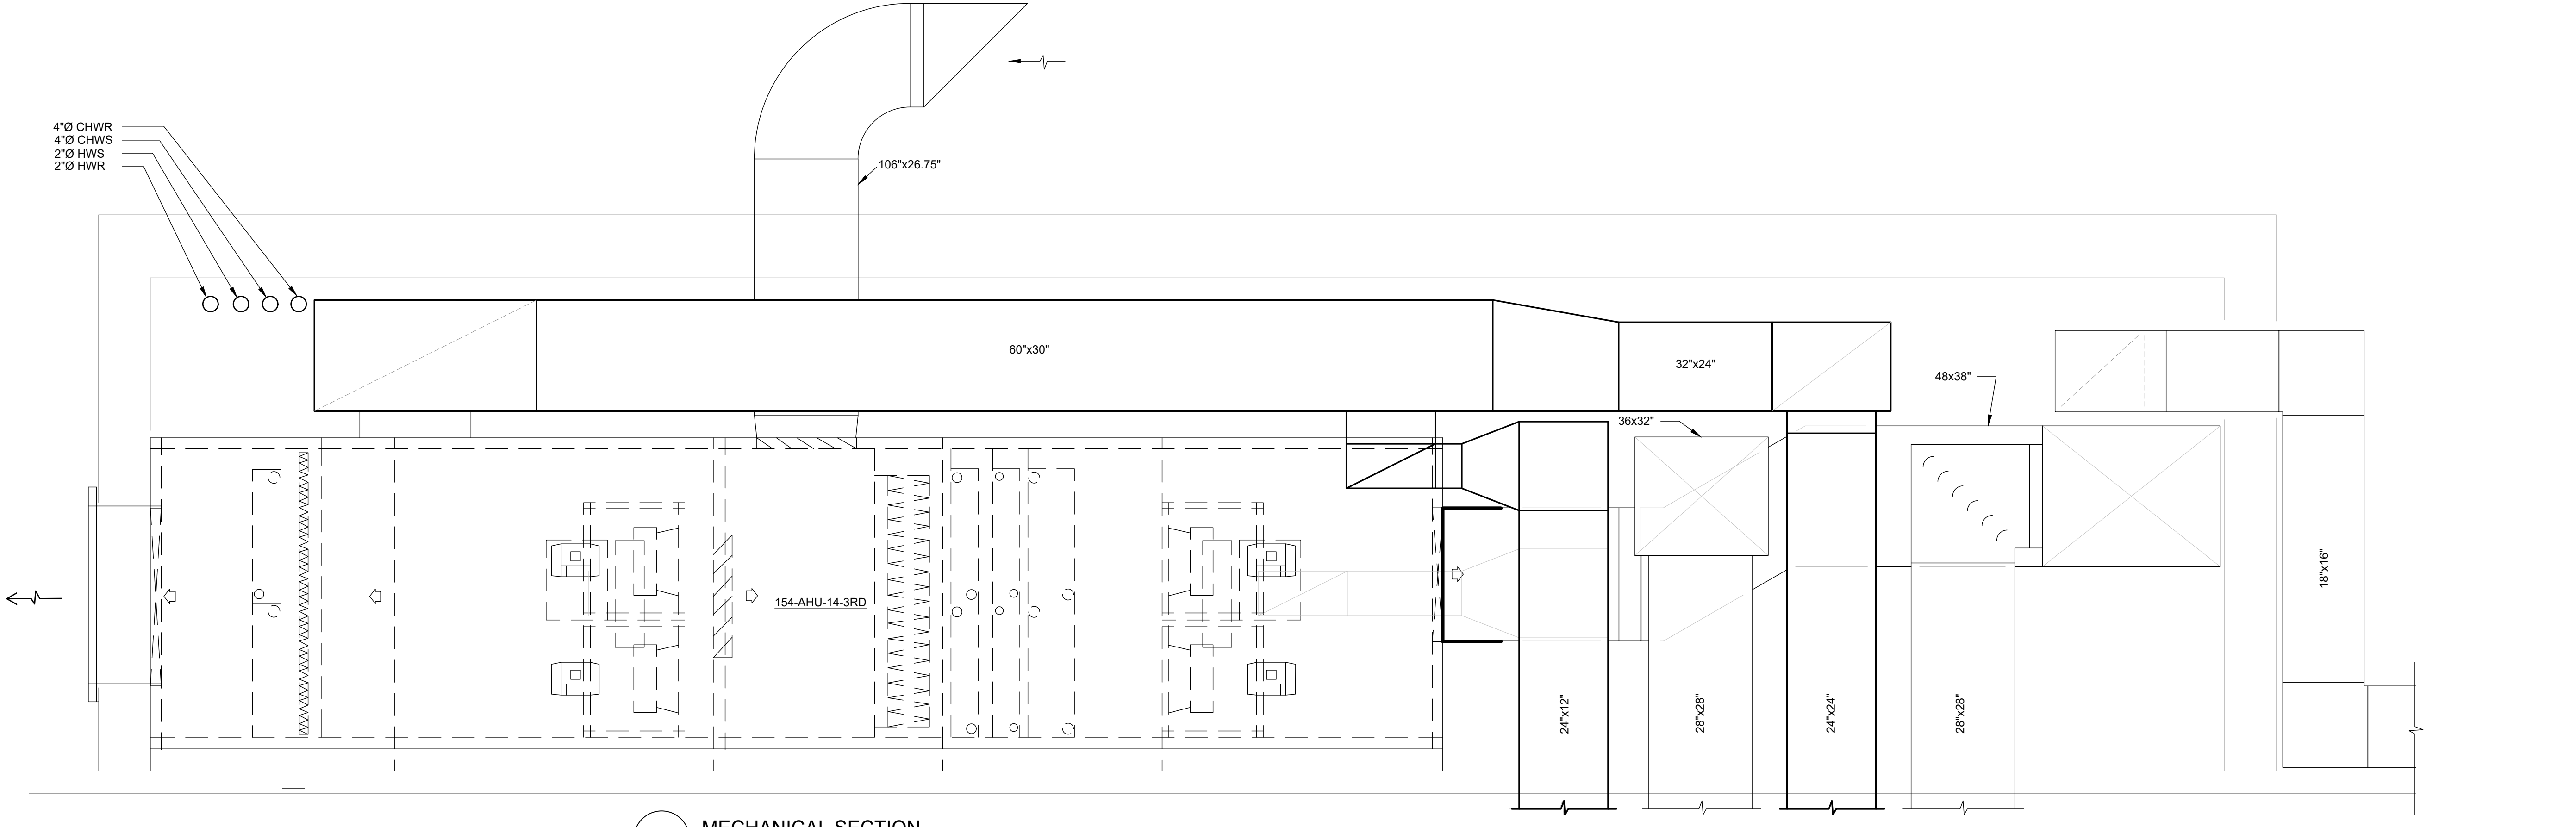 4"Ø CHWR
4"Ø CHWS
2"Ø HWS
2"Ø HWR
106"x26.75"
60"x30"
32"x24"
48x38"
36x32"
18"x16"
154-AHU-14-3RD
24"x12"
28"x28"
24"x24"
28"x28"
MECHANICAL SECTION